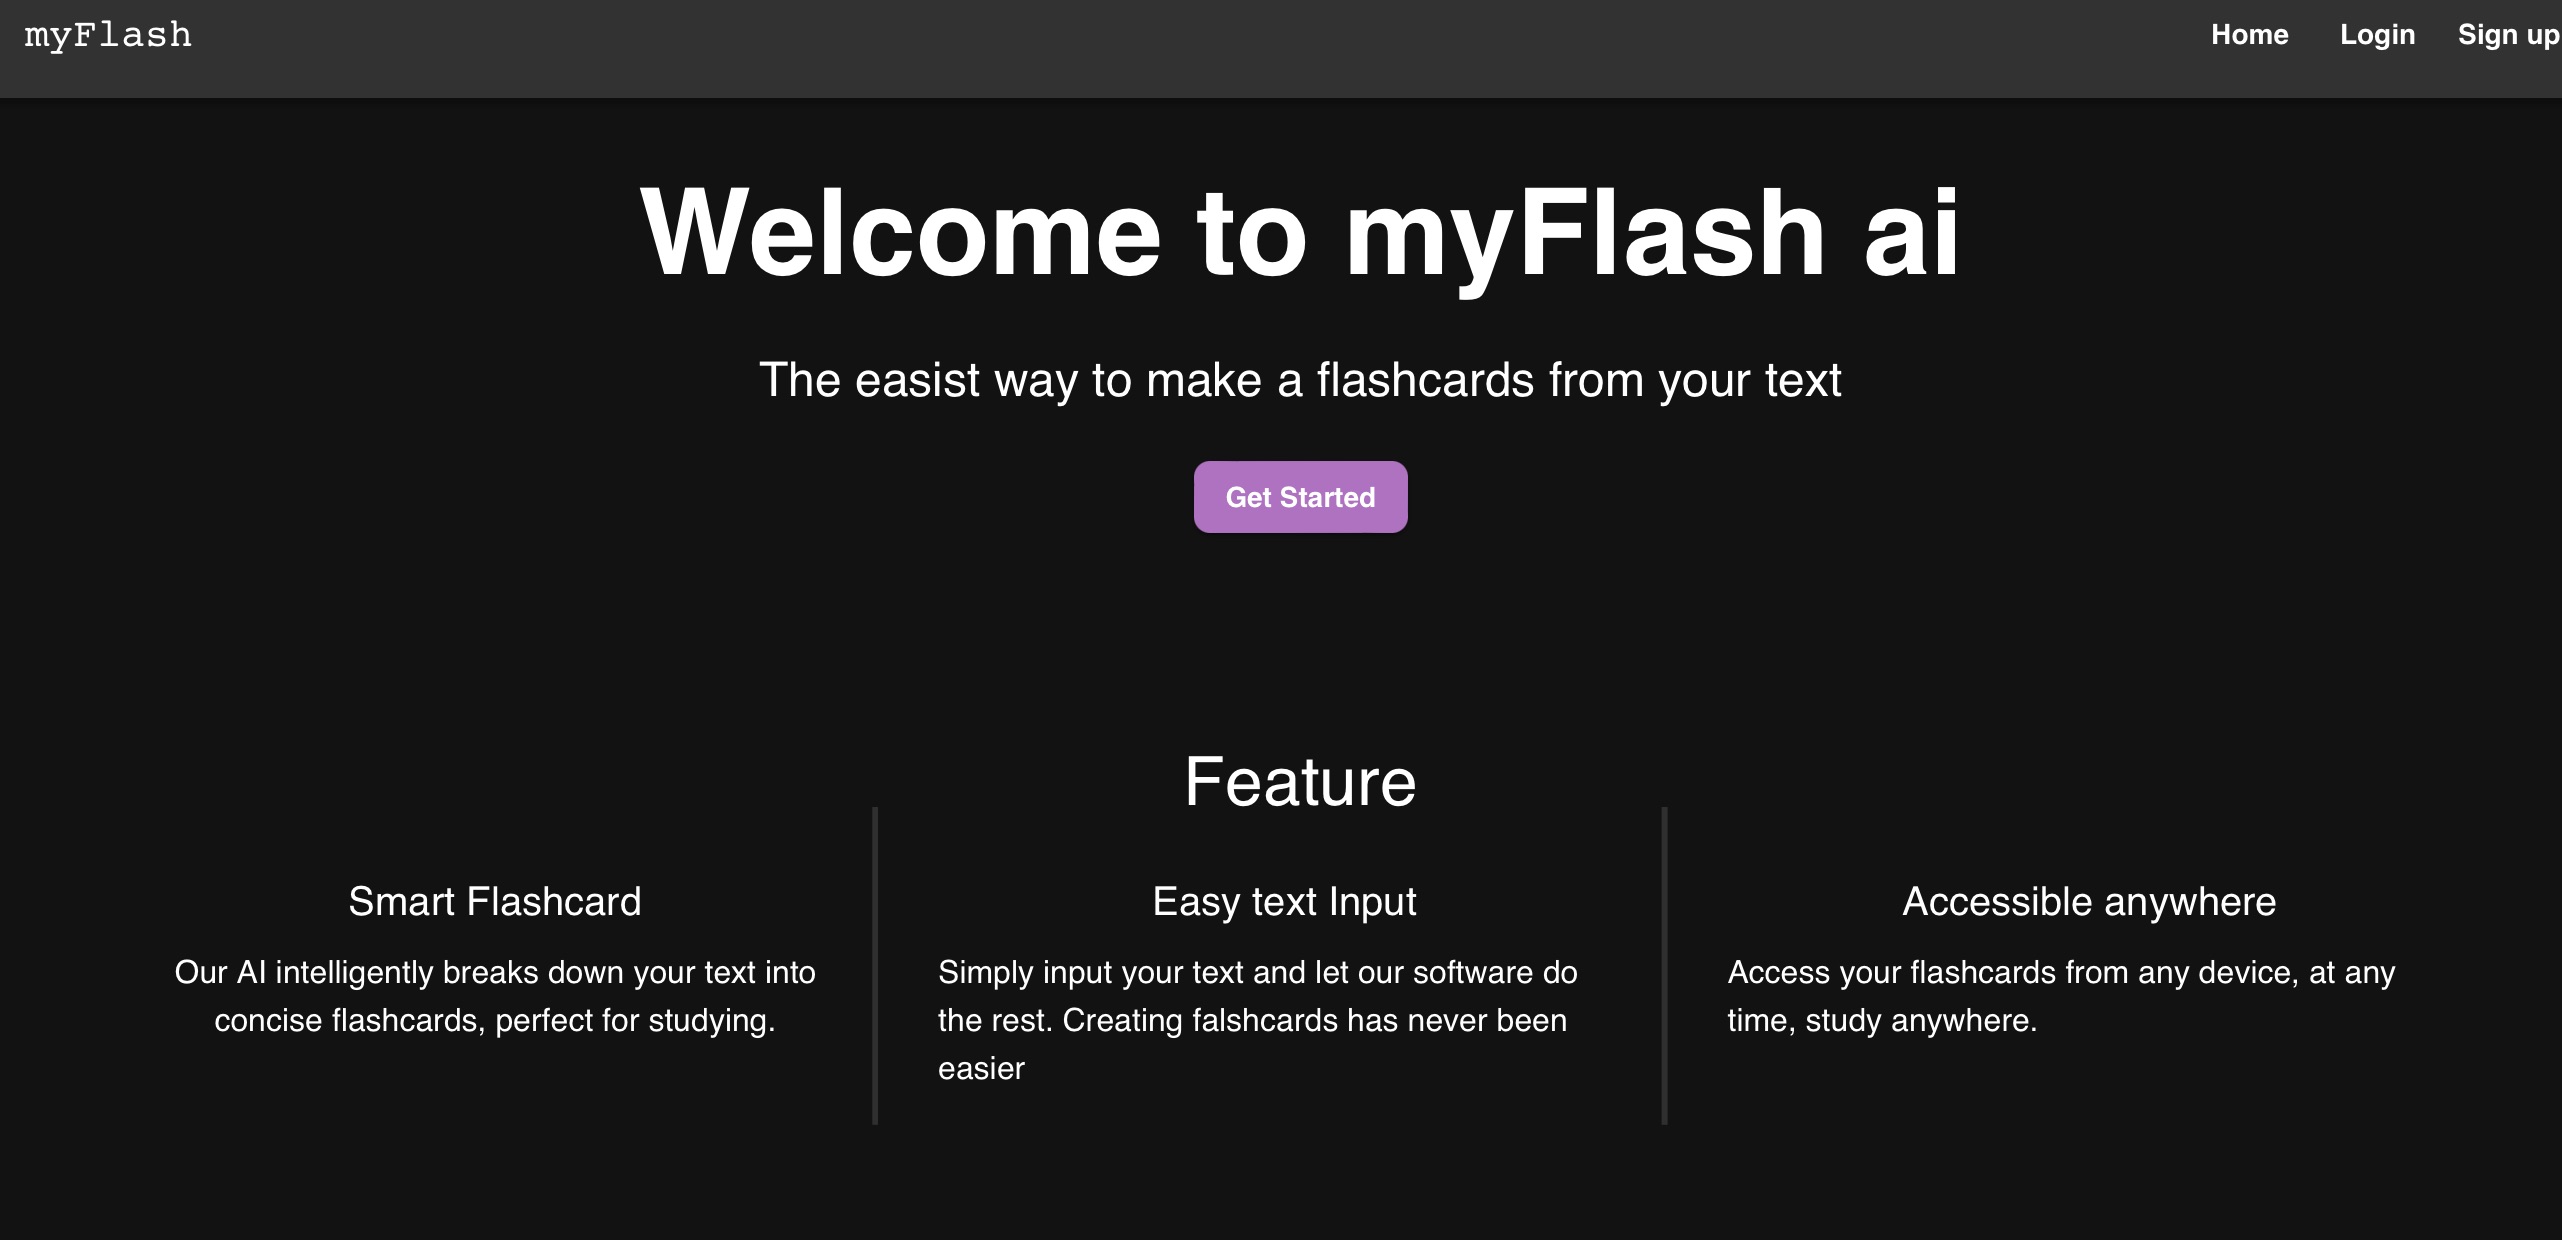 myFlash
Home Login Sign up
Welcome to myFlash ai
The easist way to make a flashcards from your text
Get Started
Feature
Smart Flashcard
Our AI intelligently breaks down your text into
concise flashcards, perfect for studying.
Easy text Input
Simply input your text and let our software do
the rest. Creating falshcards has never been
easier
Accessible anywhere
Access your flashcards from any device, at any
time, study anywhere.